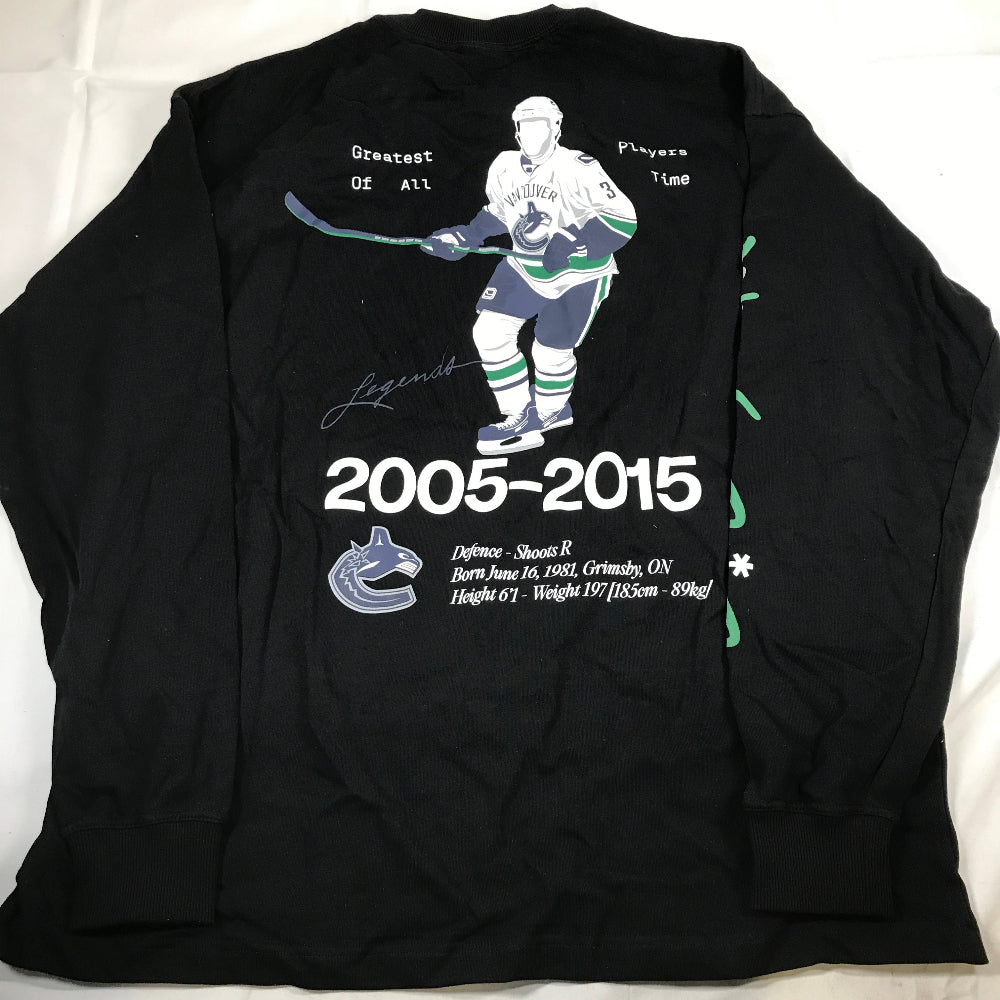 Greatest Players
Of All Time
VANCOUVER
3
Legends
2005-2015
Defence - Shoots R
Born June 16, 1981, Grimsby, ON
Height 6'1 - Weight 197 [185cm - 89kg]
*